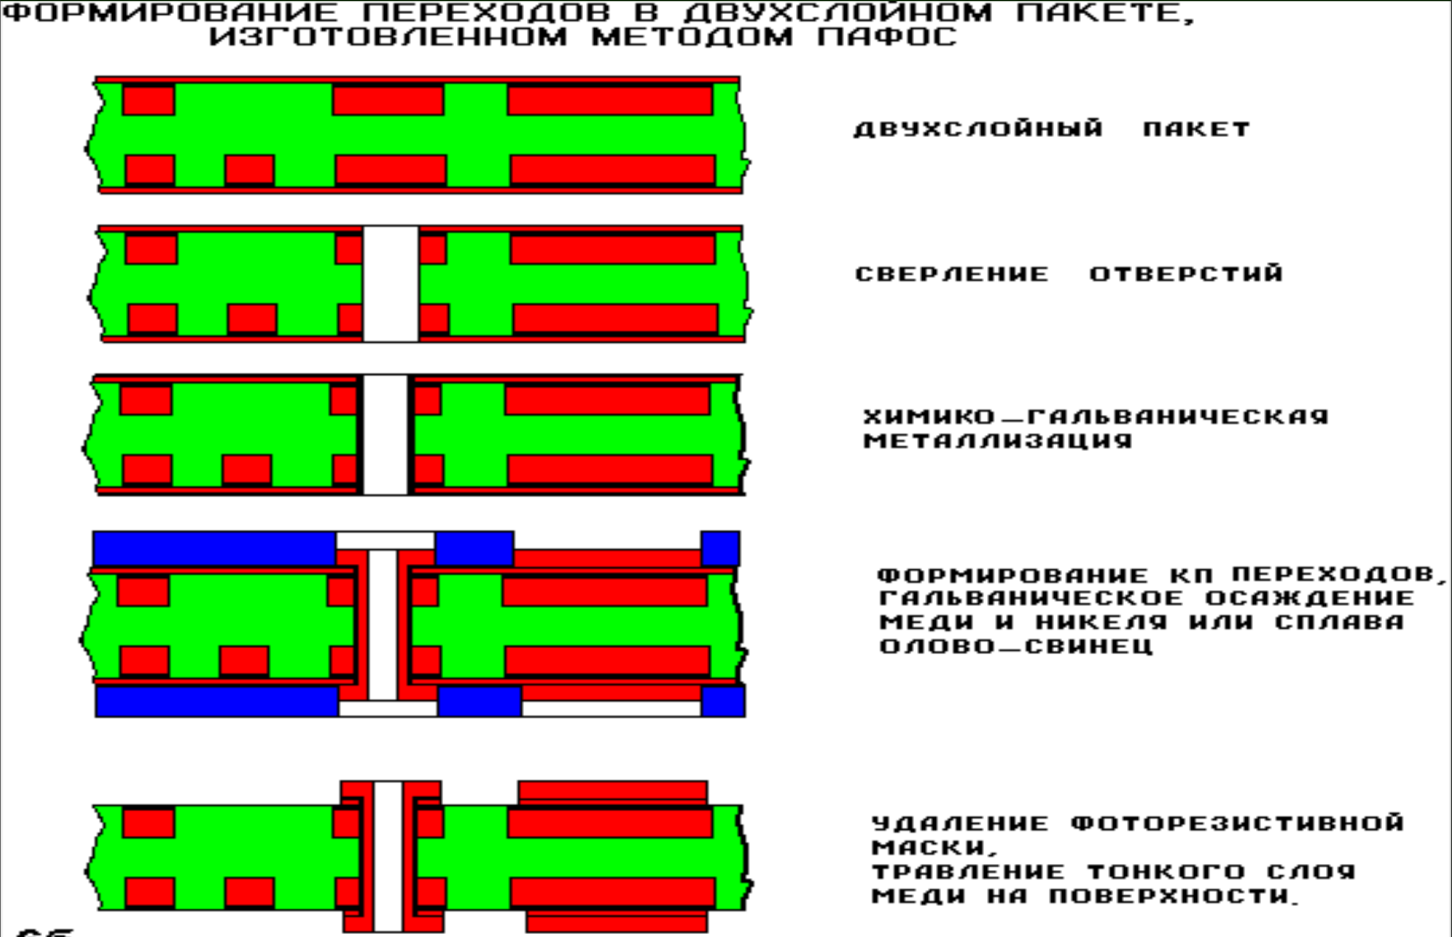 ФОРМИРОВАНИЕ ПЕРЕХОДОВ В ДВУХСЛОЙНОМ ПАКЕТЕ,
ИЗГОТОВЛЕННОМ МЕТОДОМ ПАФОС
ДВУХСЛОЙНЫЙ ПАКЕТ
СВЕРЛЕНИЕ ОТВЕРСТИЙ
ХИМИКО–ГАЛЬВАНИЧЕСКАЯ
МЕТАЛЛИЗАЦИЯ
ФОРМИРОВАНИЕ КП ПЕРЕХОДОВ,
ГАЛЬВАНИЧЕСКОЕ ОСАЖДЕНИЕ
МЕДИ И НИКЕЛЯ ИЛИ СПЛАВА
ОЛОВО–СВИНЕЦ
УДАЛЕНИЕ ФОТОРЕЗИСТИВНОЙ
МАСКИ,
ТРАВЛЕНИЕ ТОНКОГО СЛОЯ
МЕДИ НА ПОВЕРХНОСТИ.